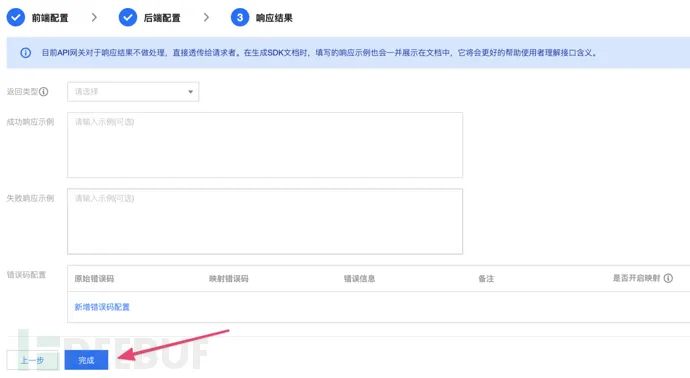 前端配置 > 后端配置 > 3 响应结果
目前API网关对于响应结果不做处理，直接透传给请求者。在生成SDK文档时，填写的响应示例也会一并展示在文档中，它将会更好的帮助使用者理解接口含义。
返回类型 请选择
成功响应示例 请输入示例(可选)
失败响应示例 请输入示例(可选)
错误码配置 原始错误码 映射错误码 错误信息 备注 是否开启映射
新增错误码配置
上一步 完成
REEBUF